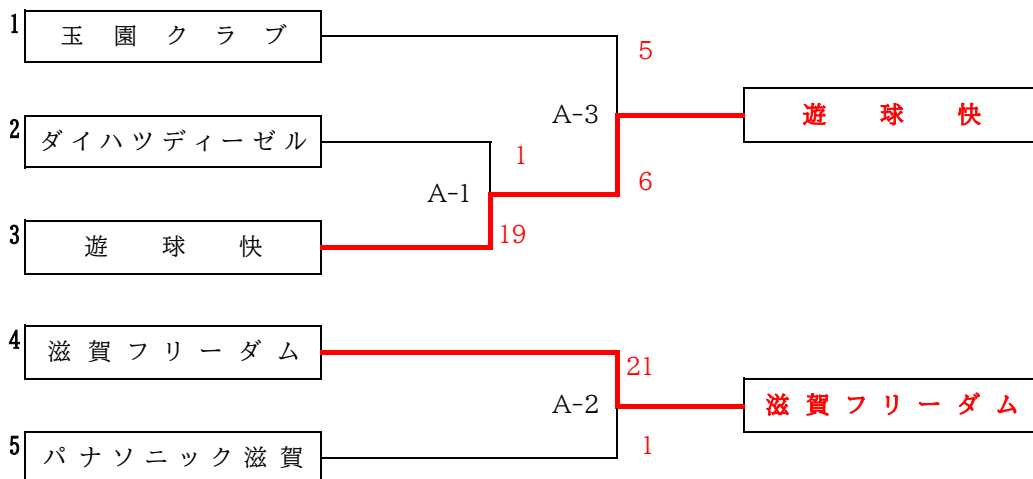 1
玉園クラブ
5
A-3
遊球快
2
ダイハツディーゼル
1
6
A-1
3
遊球快
19
4
滋賀フリーダム
21
A-2
滋賀フリーダム
5
パナソニック滋賀
1